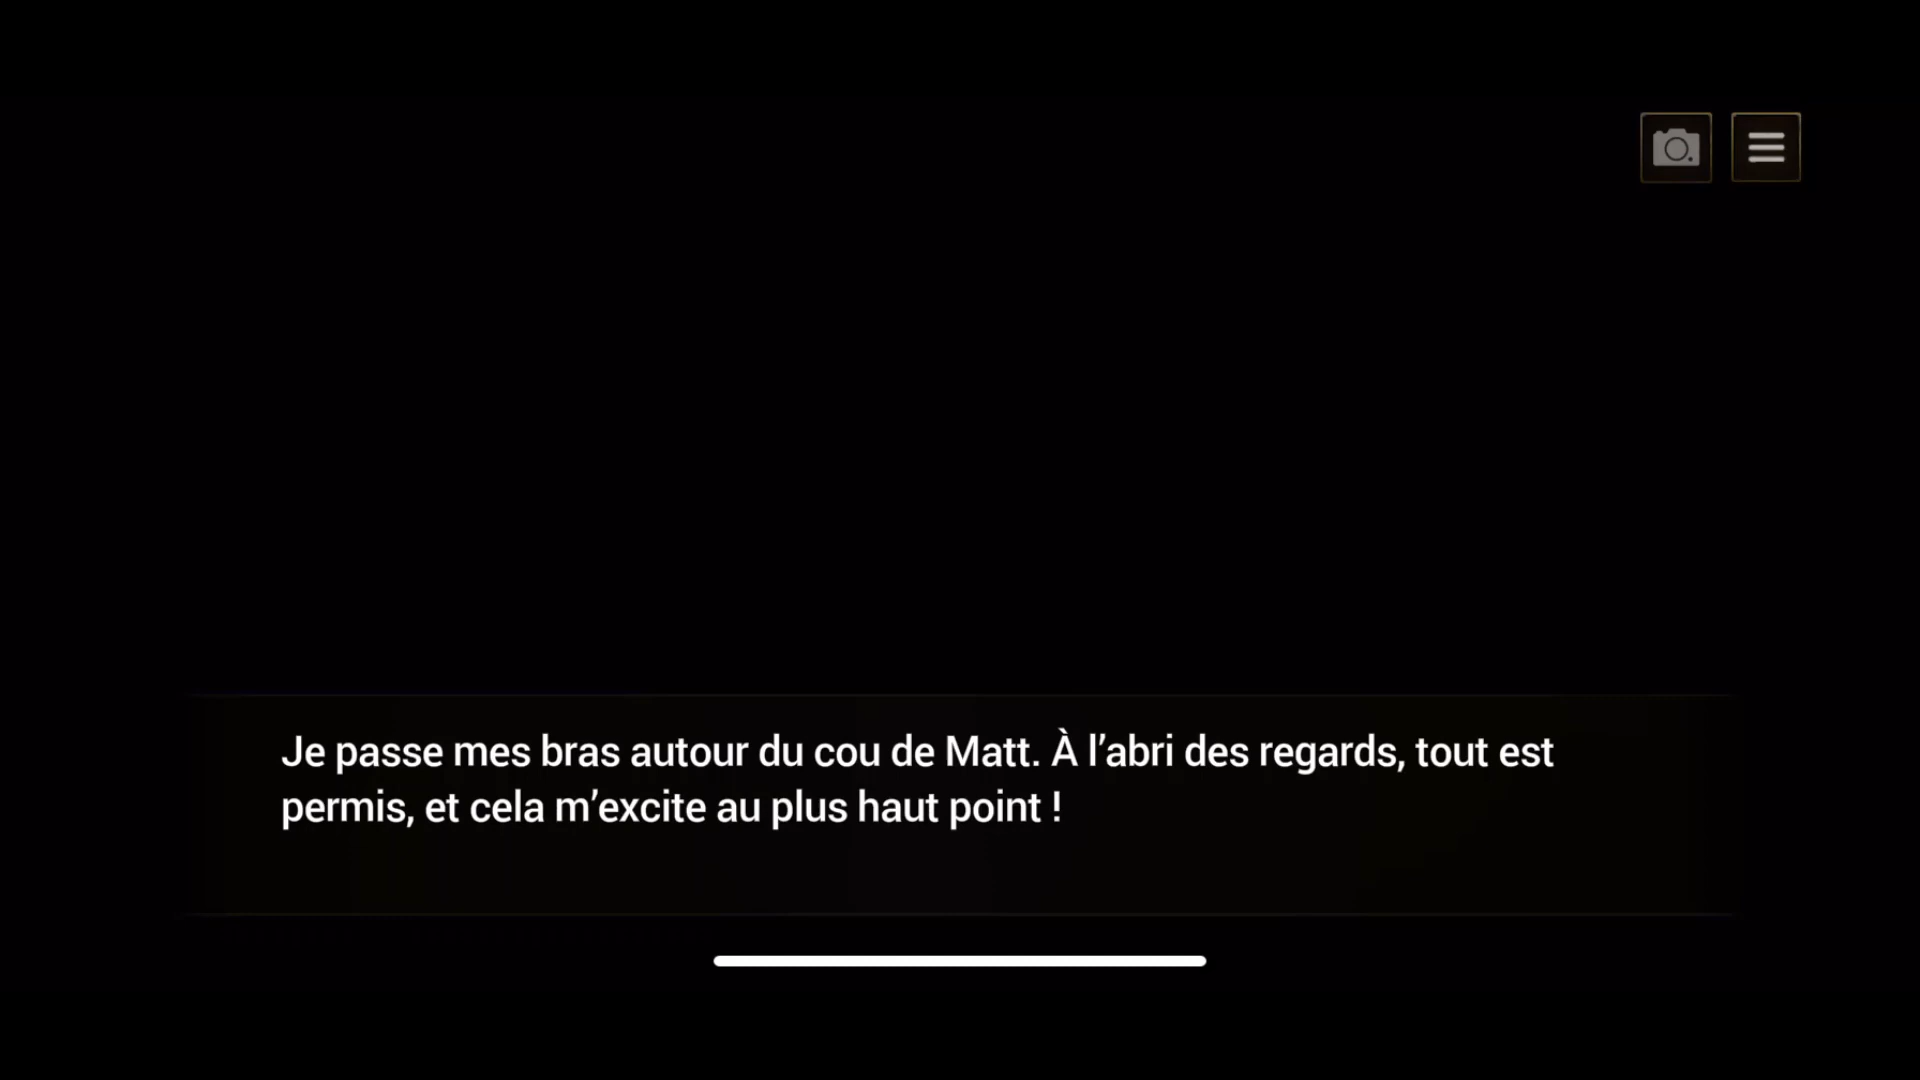 Je passe mes bras autour du cou de Matt. À l’abri des regards, tout est
permis, et cela m’excite au plus haut point !